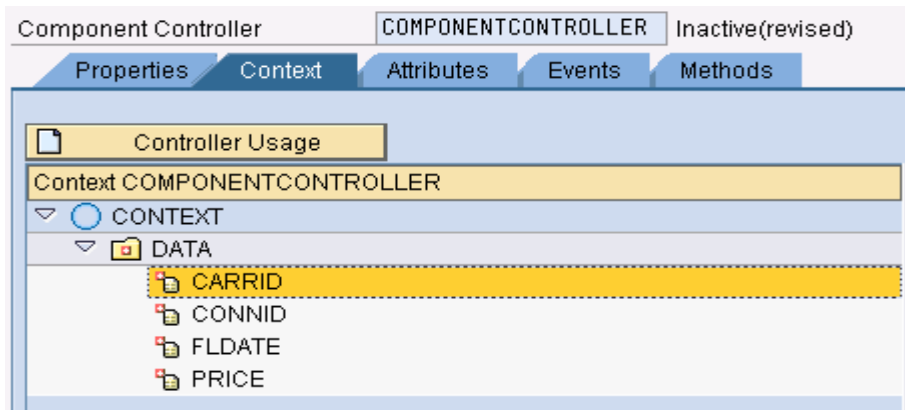 Component Controller COMPONENTCONTROLLER Inactive(revised)
Properties Context Attributes Events Methods
Controller Usage
Context COMPONENTCONTROLLER
CONTEXT
DATA
CARRID
CONNID
FLDATE
PRICE